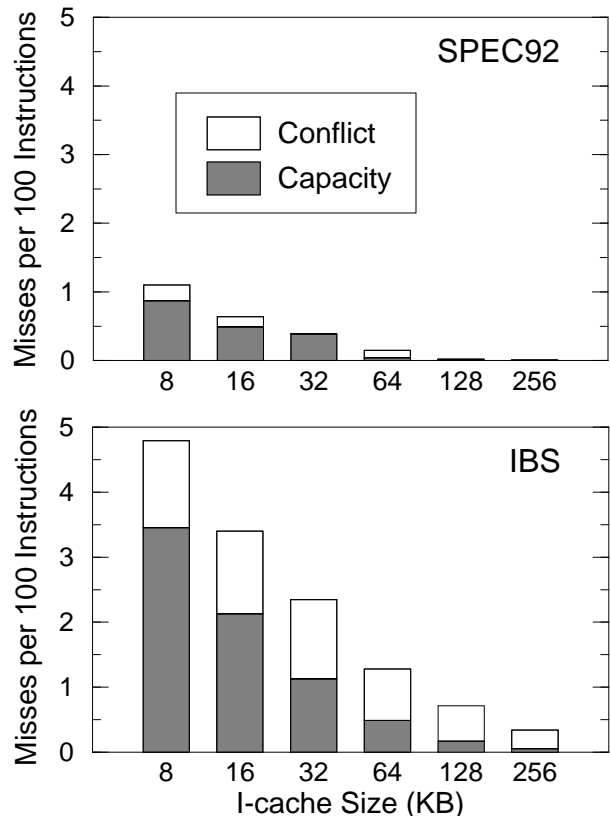 5
SPEC92
4
Conflict
3
Capacity
2
1
0
Misses per 100 Instructions
8 16 32 64 128 256
5
IBS
4
3
2
1
0
Misses per 100 Instructions
8 16 32 64 128 256
I-cache Size (KB)